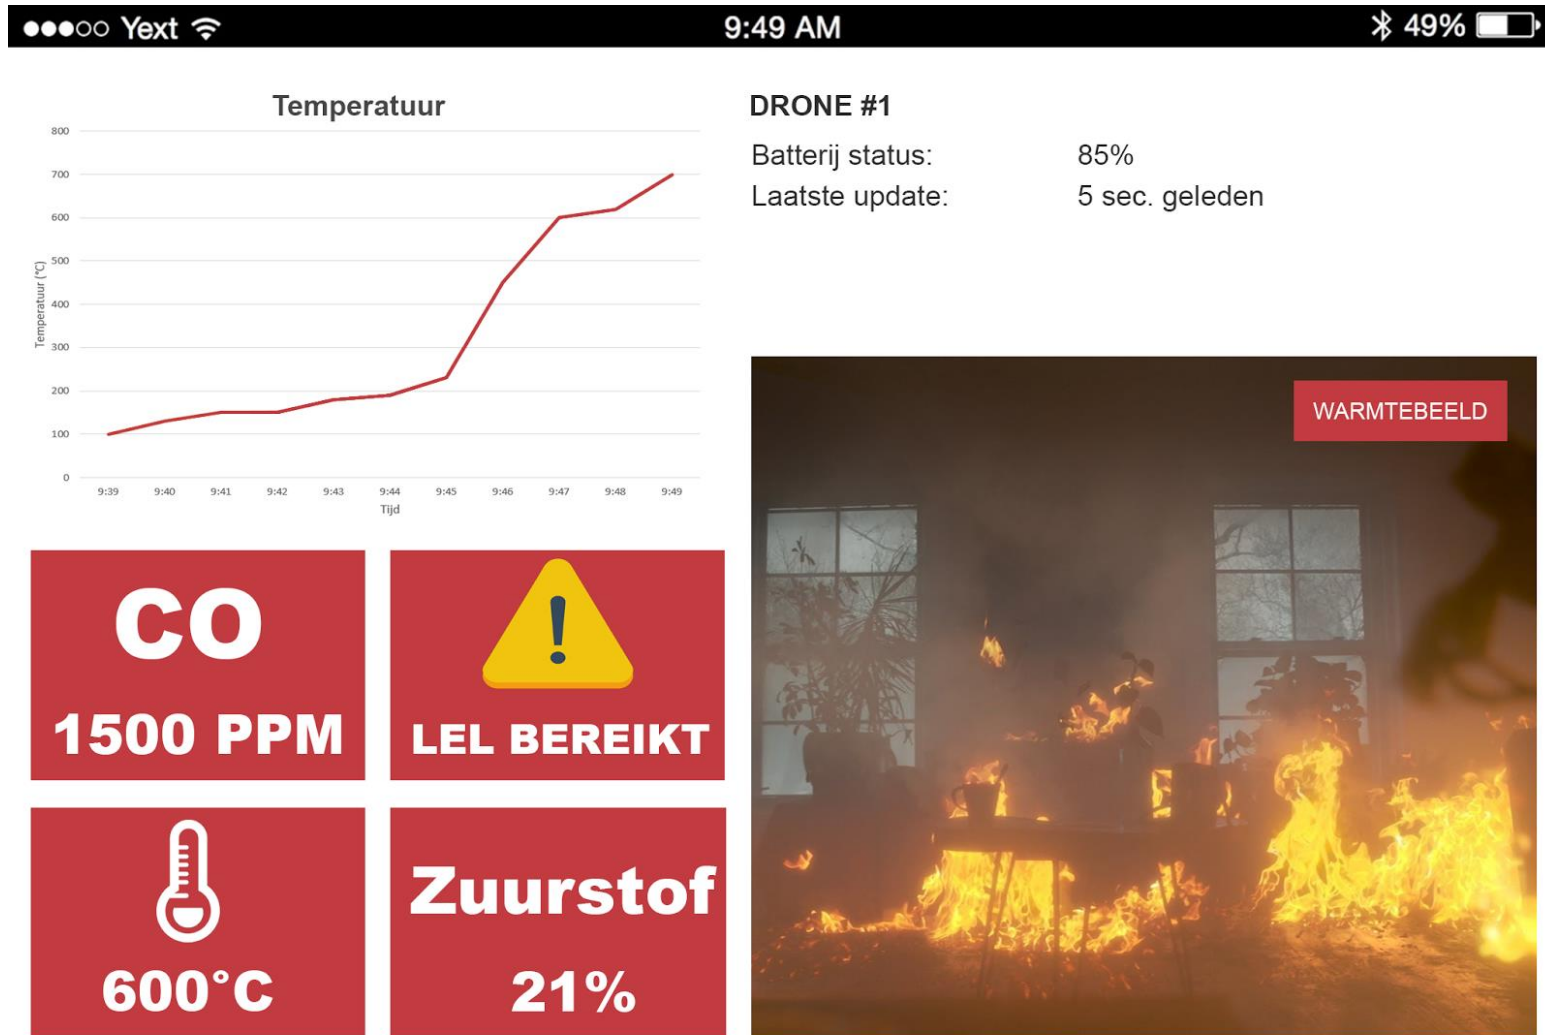 Yext
9:49 AM
49%
Temperatuur
800
700
600
500
400
300
200
100
0
Temperatuur (°C)
9:39 9:40 9:41 9:42 9:43 9:44 9:45 9:46 9:47 9:48 9:49
Tijd
DRONE #1
Batterij status: 85%
Laatste update: 5 sec. geleden
WARMTEBEELD
CO
1500 PPM
!
LEL BEREIKT
600°C
Zuurstof
21%